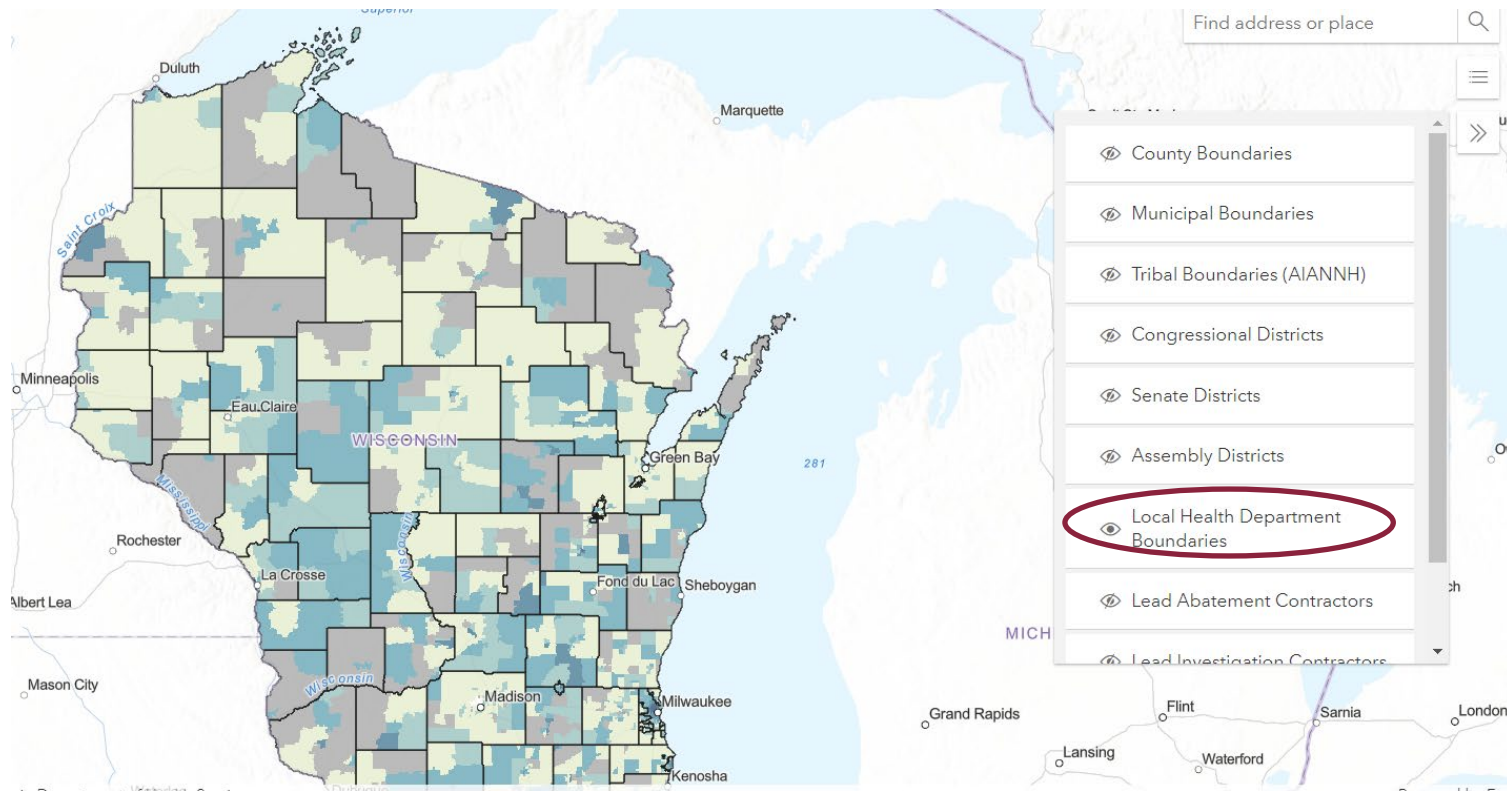 Superior
Duluth
Marquette
Saint Croix
Minneapolis
Eau Claire
WISCONSIN
Green Bay
281
Mississippi
Rochester
Wisconsin
La Crosse
Fond du Lac
Sheboygan
Albert Lea
MICH
Wisconsin
Mason City
Madison
Milwaukee
Grand Rapids
Flint
Sarnia
London
Lansing
Waterford
Kenosha
Find address or place
County Boundaries
Municipal Boundaries
Tribal Boundaries (AIANNH)
Congressional Districts
Senate Districts
Assembly Districts
Local Health Department
Boundaries
Lead Abatement Contractors
Lead Investigation Contractors